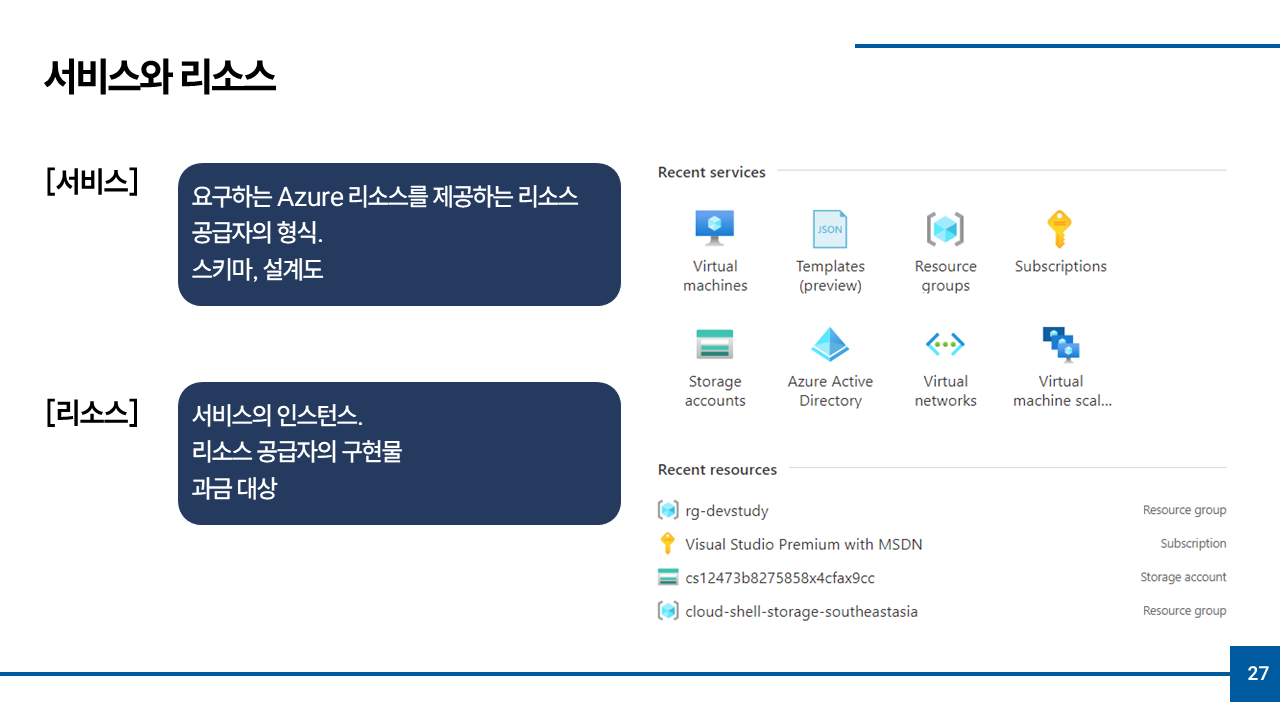 서비스와 리소스
[서비스]
요구하는 Azure 리소스를 제공하는 리소스
공급자의 형식.
스키마, 설계도
[리소스]
서비스의 인스턴스.
리소스 공급자의 구현물
과금 대상
Recent services
Virtual
machines
Templates
(preview)
JSON
Resource
groups
Subscriptions
Storage
accounts
Azure Active
Directory
Virtual
networks
Virtual
machine scal...
Recent resources
rg-devstudy
Resource group
Visual Studio Premium with MSDN
Subscription
cs12473b8275858x4cfax9cc
Storage account
cloud-shell-storage-southeastasia
Resource group
27